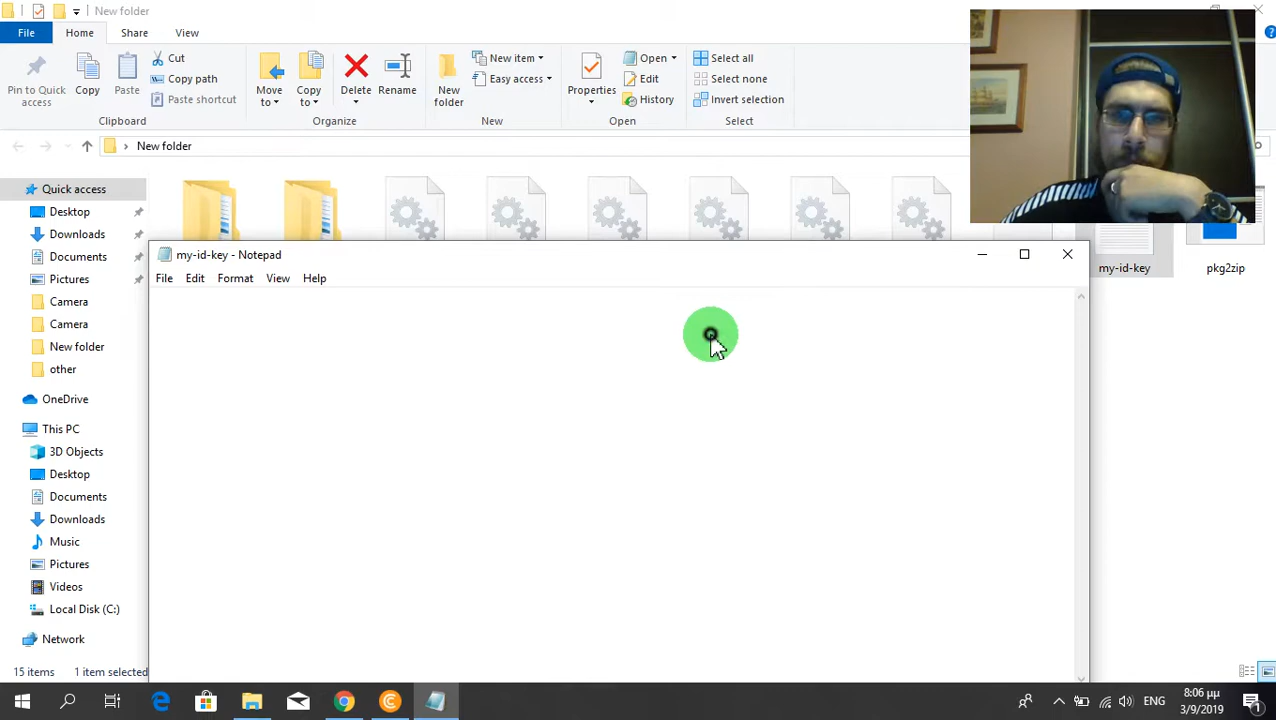 New folder
File
Home
Share
View
Pin to Quick
access
Copy
Paste
Cut
Copy path
Paste shortcut
Clipboard
Move
to
Copy
to
Delete
Rename
Organize
New
folder
New item
Easy access
New
Properties
Open
Edit
History
Open
Select all
Select none
Invert selection
Select
New folder
Quick access
Desktop
Downloads
Documents
Pictures
Camera
Camera
New folder
other
OneDrive
This PC
3D Objects
Desktop
Documents
Downloads
Music
Pictures
Videos
Local Disk (C:)
Network
my-id-key
pkg2zip
my-id-key - Notepad
File
Edit
Format
View
Help
15 items
1 item selected
ENG
8:06 μμ
3/9/2019
1